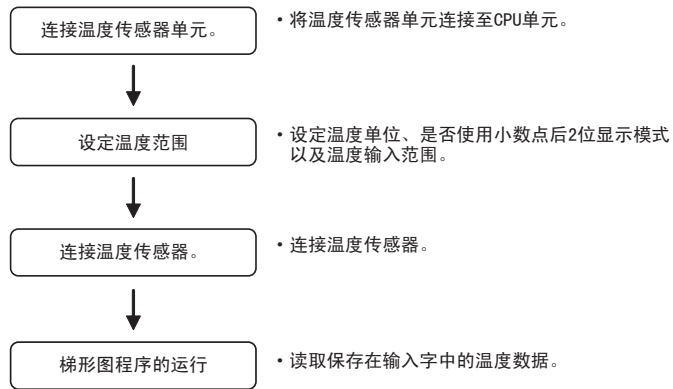 连接温度传感器单元。
・将温度传感器单元连接至CPU单元。
设定温度范围
・设定温度单位、是否使用小数点后2位显示模式
以及温度输入范围。
连接温度传感器。
・连接温度传感器。
梯形图程序的运行
・读取保存在输入字中的温度数据。